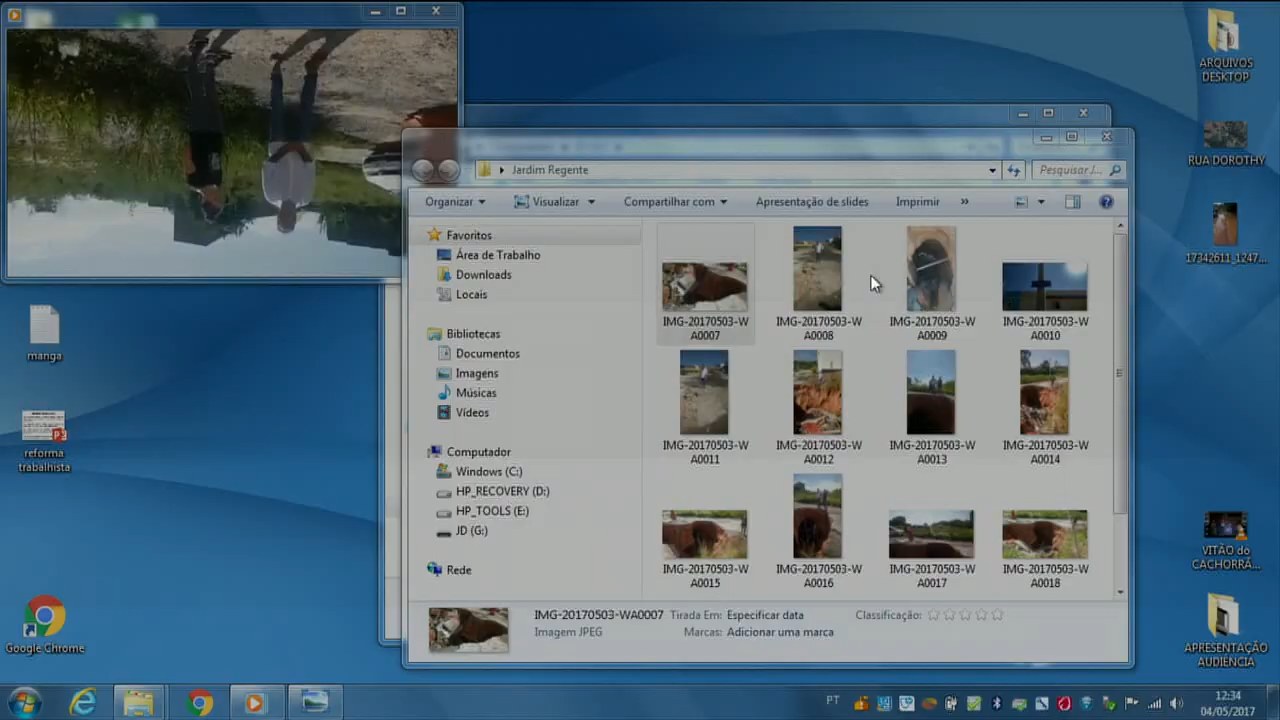 ARQUIVOS
DESKTOP
RUA DOROTHY
17342611_1247...
manga
reforma
trabalhista
Google Chrome
VITÃO do
CACHORRÃ...
APRESENTAÇÃO
AUDIENCIA
Jardim Regente
Pesquisar J...
Organizar
Visualizar
Compartilhar com
Apresentação de slides
Imprimir
»
Favoritos
Área de Trabalho
Downloads
Locais
Bibliotecas
Documentos
Imagens
Músicas
Vídeos
Computador
Windows (C:)
HP_RECOVERY (D:)
HP_TOOLS (E:)
JD (G:)
Rede
IMG-20170503-W
A0007
IMG-20170503-W
A0008
IMG-20170503-W
A0009
IMG-20170503-W
A0010
IMG-20170503-W
A0011
IMG-20170503-W
A0012
IMG-20170503-W
A0013
IMG-20170503-W
A0014
IMG-20170503-W
A0015
IMG-20170503-W
A0016
IMG-20170503-W
A0017
IMG-20170503-W
A0018
IMG-20170503-WA0007
Imagem JPEG
Tirada Em: Especificar data
Marcas: Adicionar uma marca
Classificação:
PT
12:34
04/05/2017